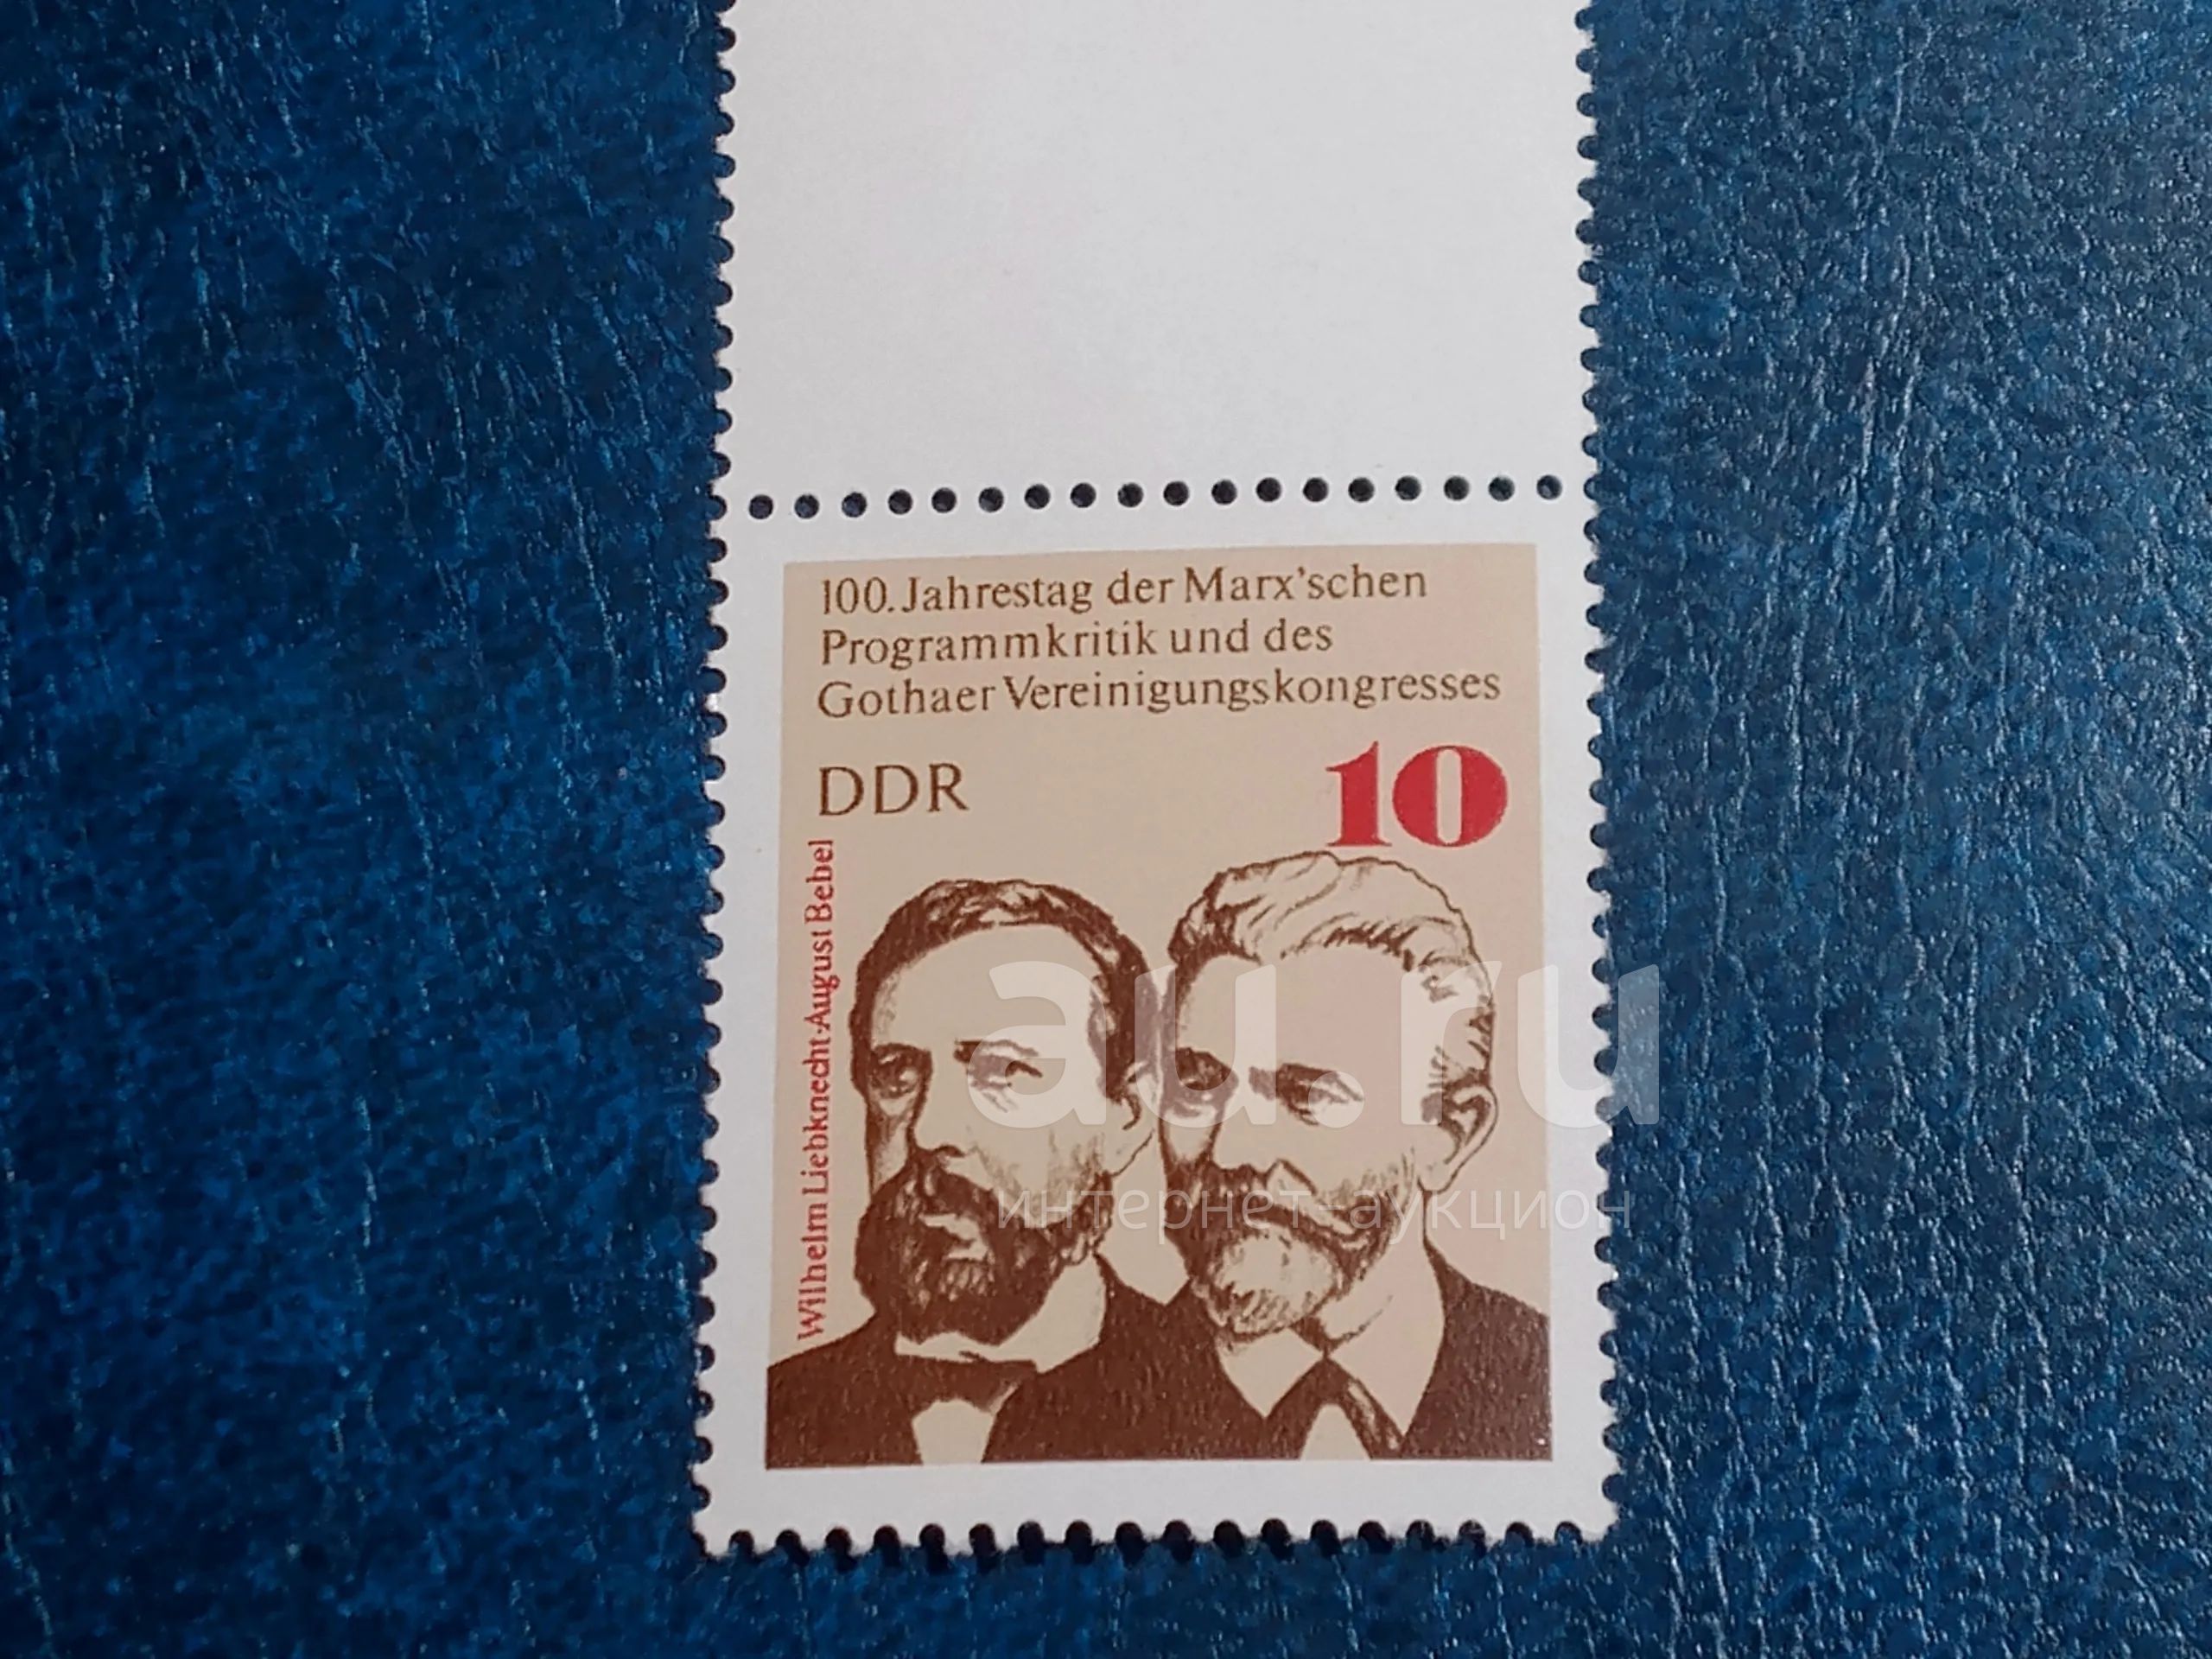 100. Jahrestag der Marx'schen
Programmkritik und des
Gothaer Vereinigungskongresses
DDR
10
Wilhelm Liebknecht·August Bebel
au.ru
интернет-аукцион